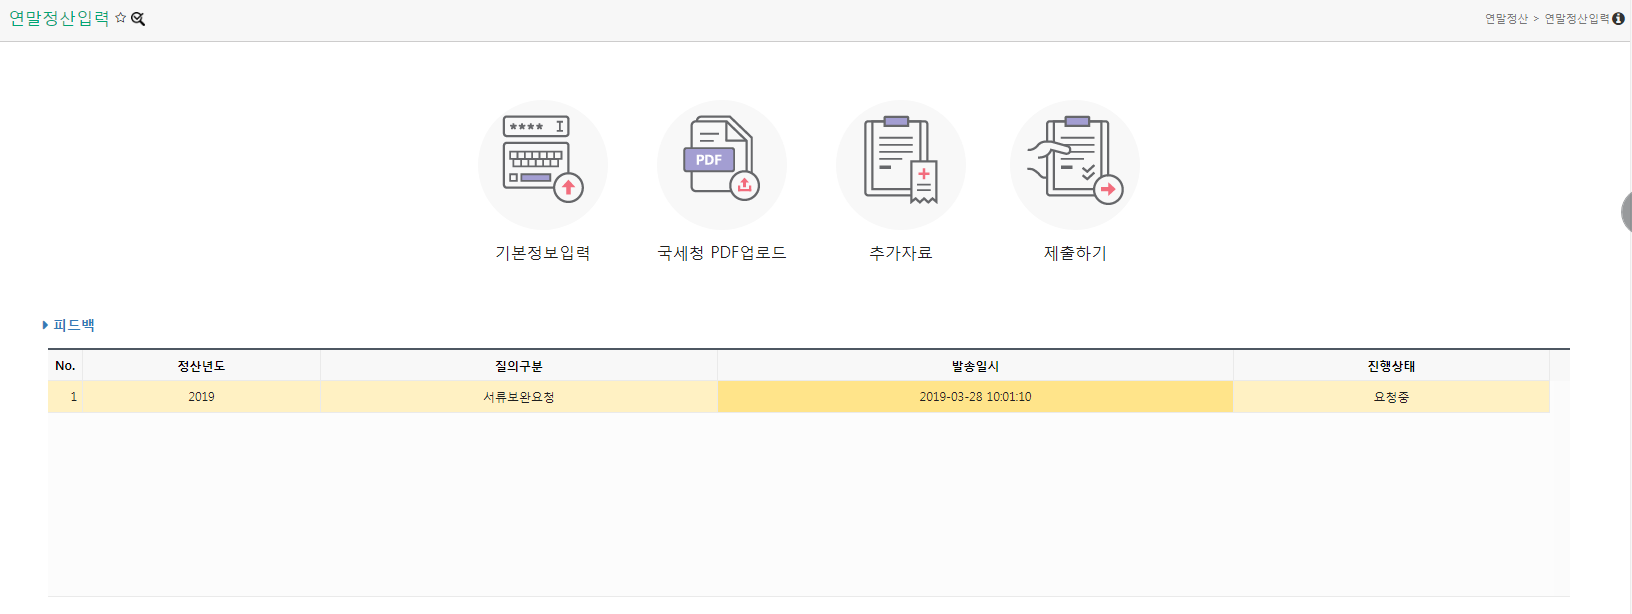 연말정산입력
연말정산 > 연말정산입력
****
PDF
기본정보입력 국세청 PDF업로드 추가자료 제출하기
피드백
No. 정산년도 질의구분 발송일시 진행상태
1 2019 서류보완요청 2019-03-28 10:01:10 요청중